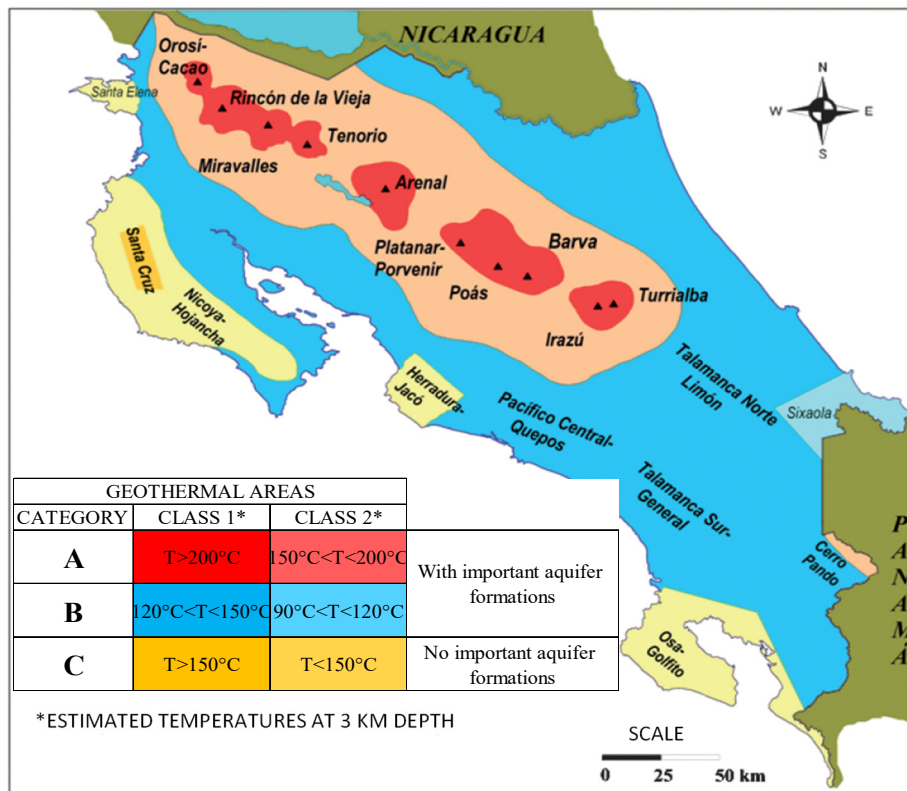 NICARAGUA
Orosí-
Cacao
Santa Elena
Rincón de la Vieja
Tenorio
Miravalles
Arenal
N
W
E
S
Platanar-
Porvenir
Barva
Poás
Turrialba
Irazú
Santa Cruz
Nicoya-
Hojancha
Herradura-
Jacó
Pacífico Central-
Quepos
Talamanca Norte
Limón
Sixaola
Talamanca Sur-
General
Cerro
Pando
PANAMÁ
Osa-
Golfito
GEOTHERMAL AREAS
CATEGORY CLASS 1* CLASS 2*
A T>200°C 150°C<T<200°C
With important aquifer
formations
B 120°C<T<150°C 90°C<T<120°C
C T>150°C T<150°C
No important aquifer
formations
*ESTIMATED TEMPERATURES AT 3 KM DEPTH
SCALE
0 25 50 km